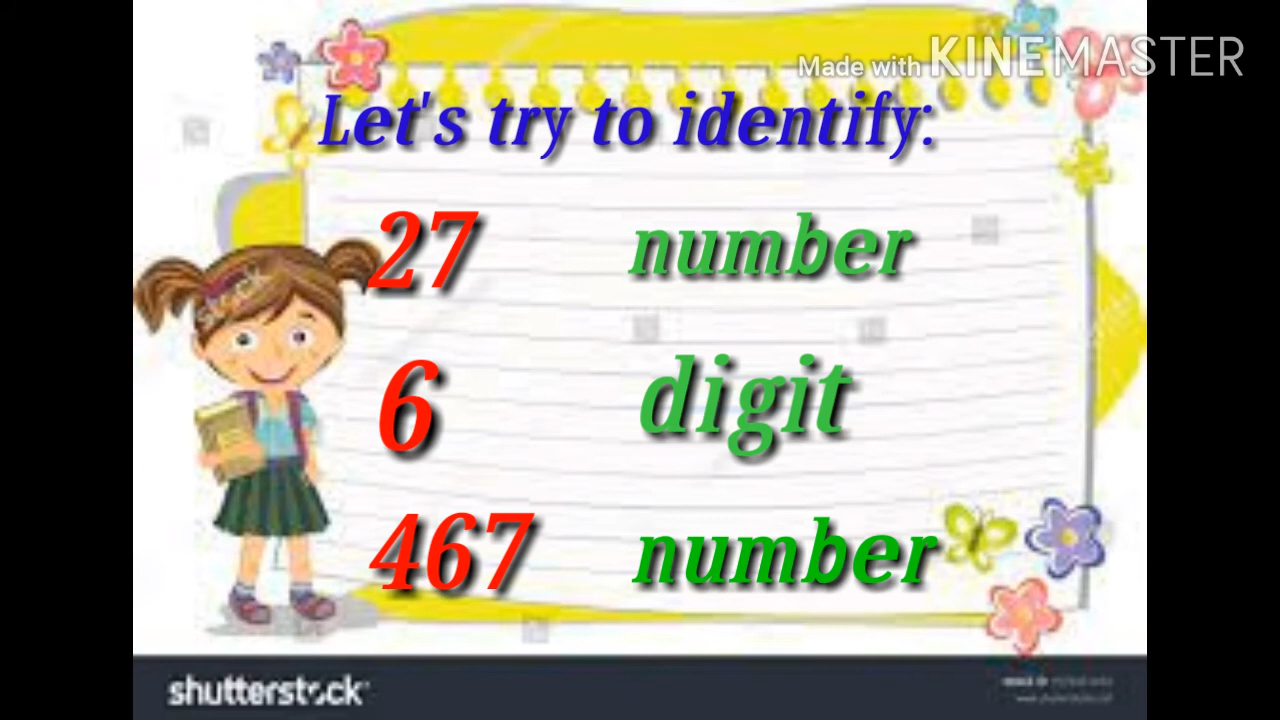 Made with KINEMASTER
Let's try to identify:
27 number
6 digit
467 number
shutterstock